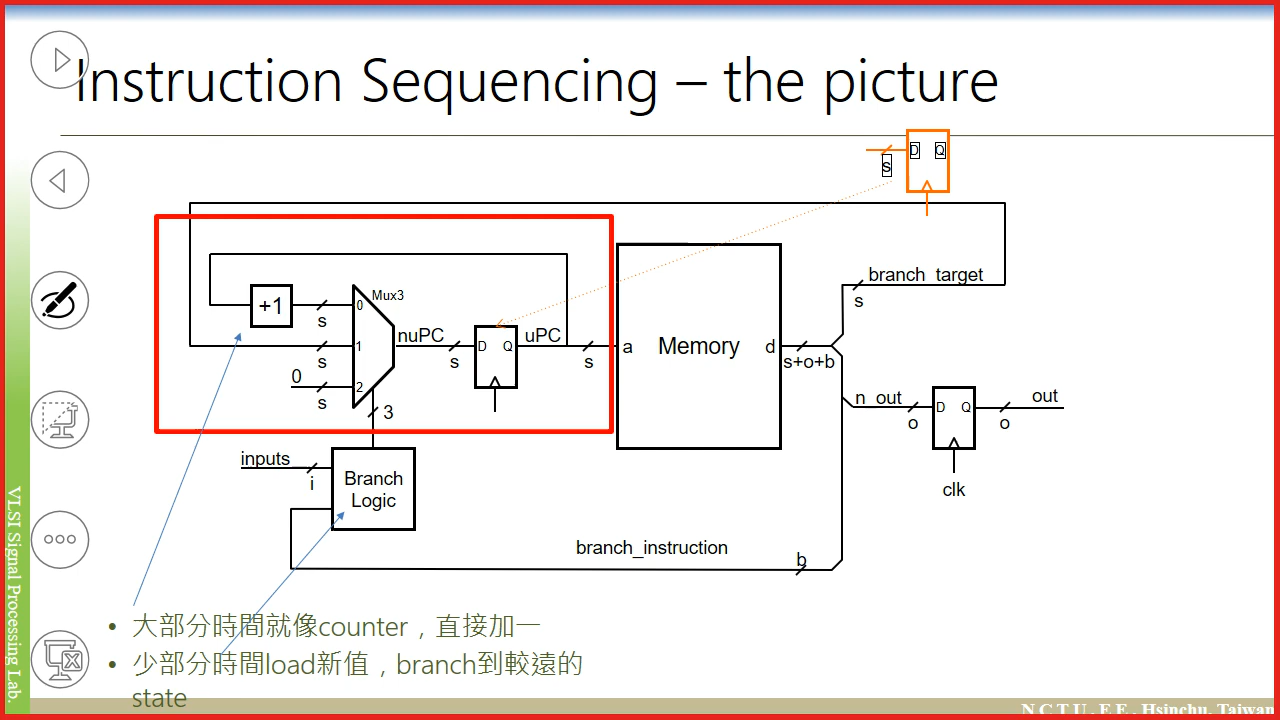 Instruction Sequencing – the picture
D Q
s
branch_target
s
+1
s
0
Mux3
nuPC
s
D Q
uPC
s
1
s
0
s
2
3
a Memory d
s+o+b
n_out
o
D Q
out
o
clk
inputs
i
Branch
Logic
branch_instruction
b
• 大部分時間就像counter，直接加一
• 少部分時間load新值，branch到較遠的
state
VLSI Signal Processing Lab.
N C T U . E E , Hsinchu, Taiwan